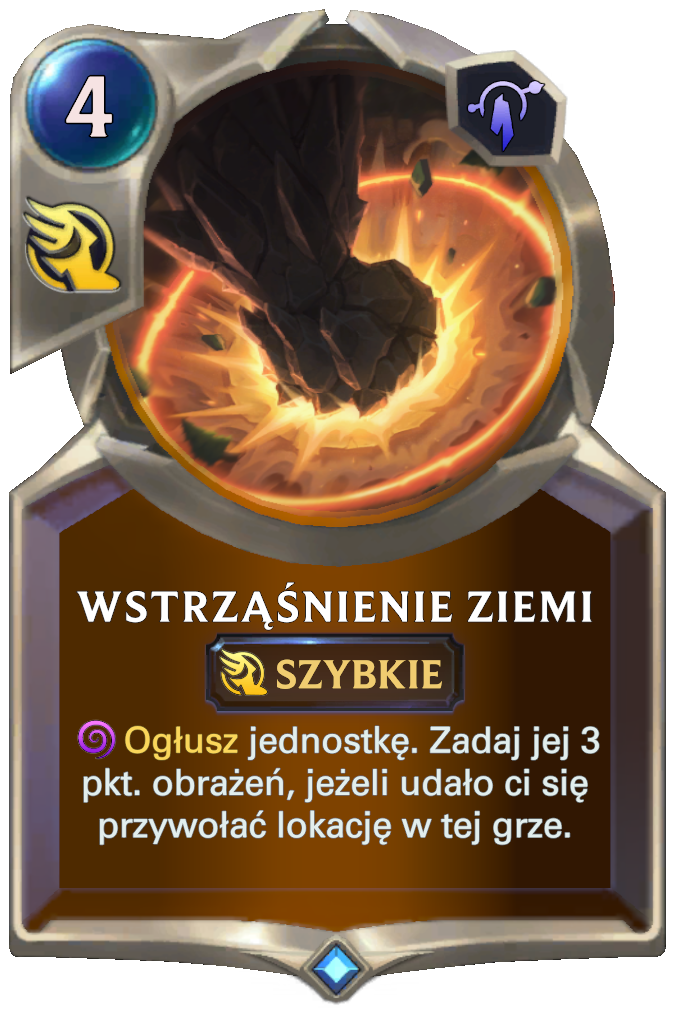 4
WSTRZĄŚNIENIE ZIEMI
SZYBKIE
Ogłusz jednostkę. Zadaj jej 3
pkt. obrażeń, jeżeli udało ci się
przywołać lokację w tej grze.